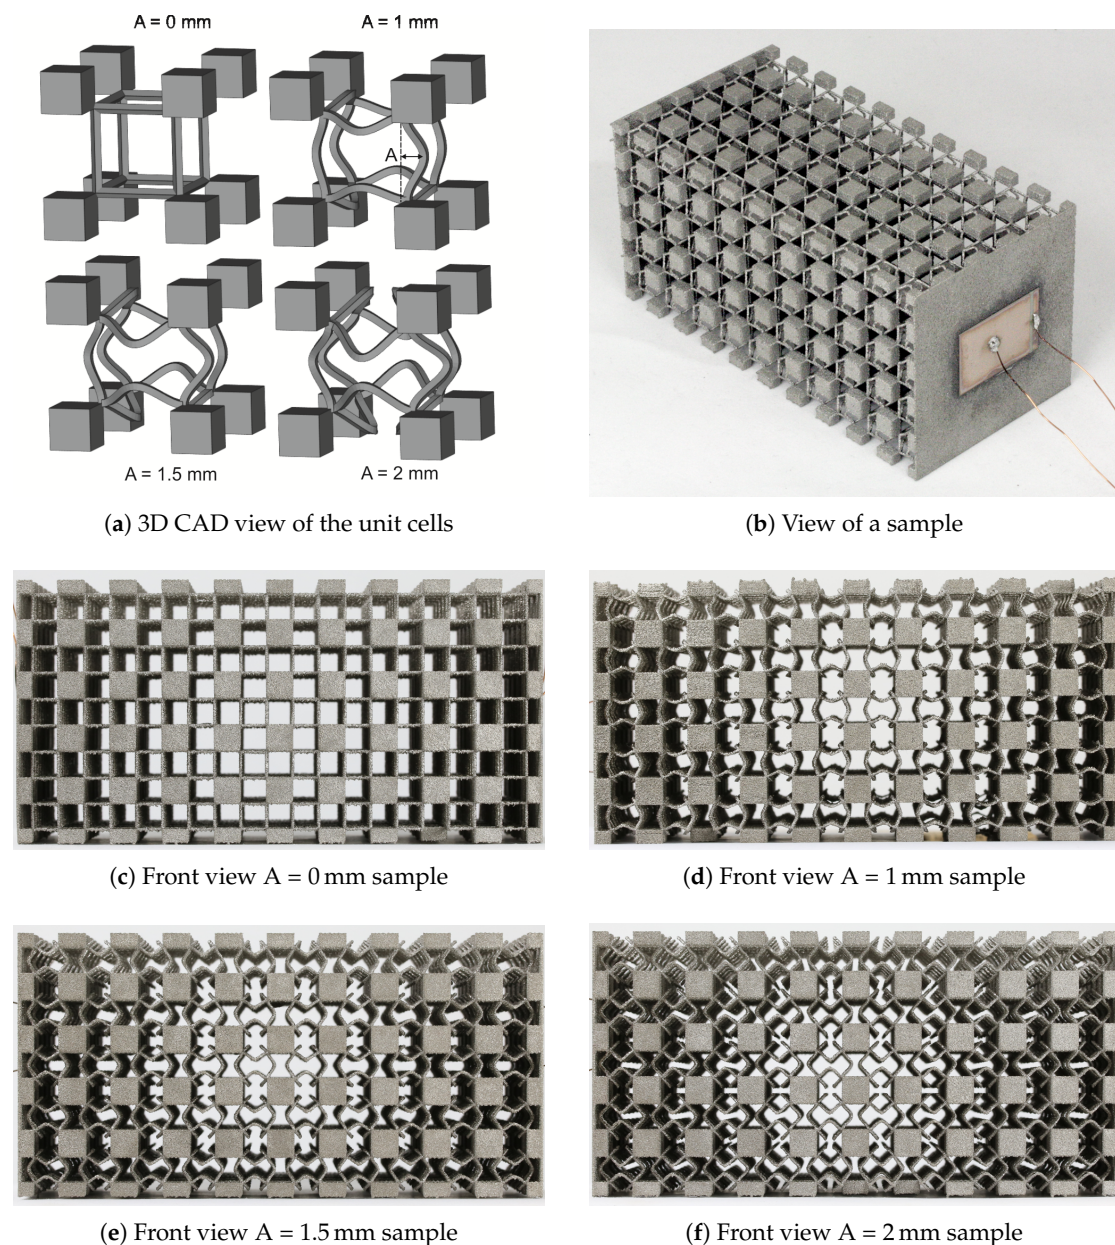 A = 0 mm
A = 1 mm
A
A = 1.5 mm
A = 2 mm
(a) 3D CAD view of the unit cells
(b) View of a sample
(c) Front view A = 0 mm sample
(d) Front view A = 1 mm sample
(e) Front view A = 1.5 mm sample
(f) Front view A = 2 mm sample